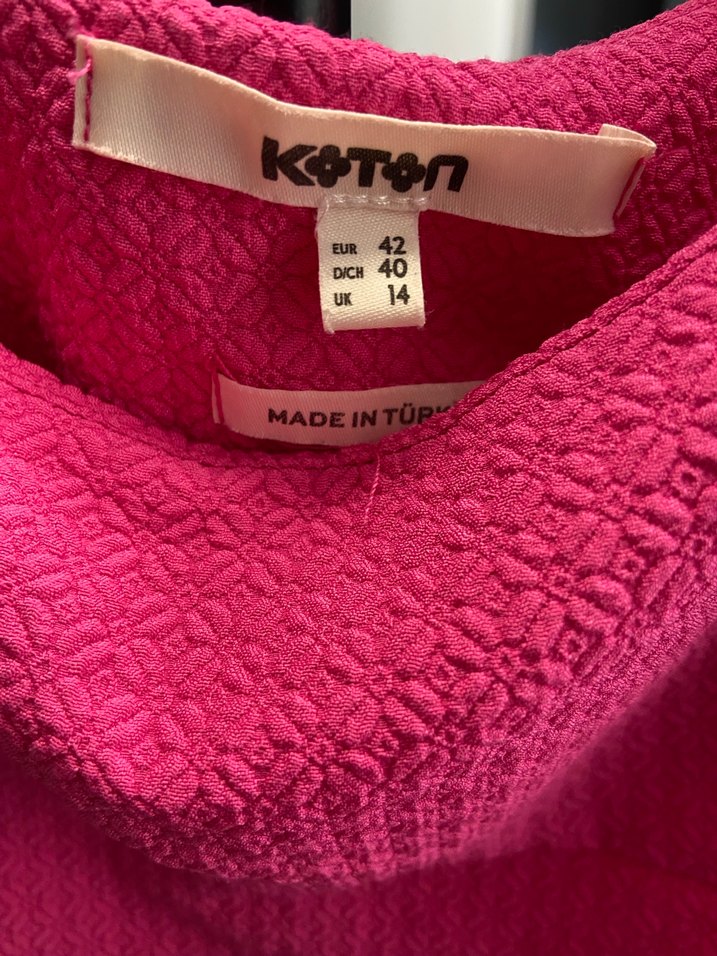 KOTON
EUR 42
D/CH 40
UK 14
MADE IN TÜRK